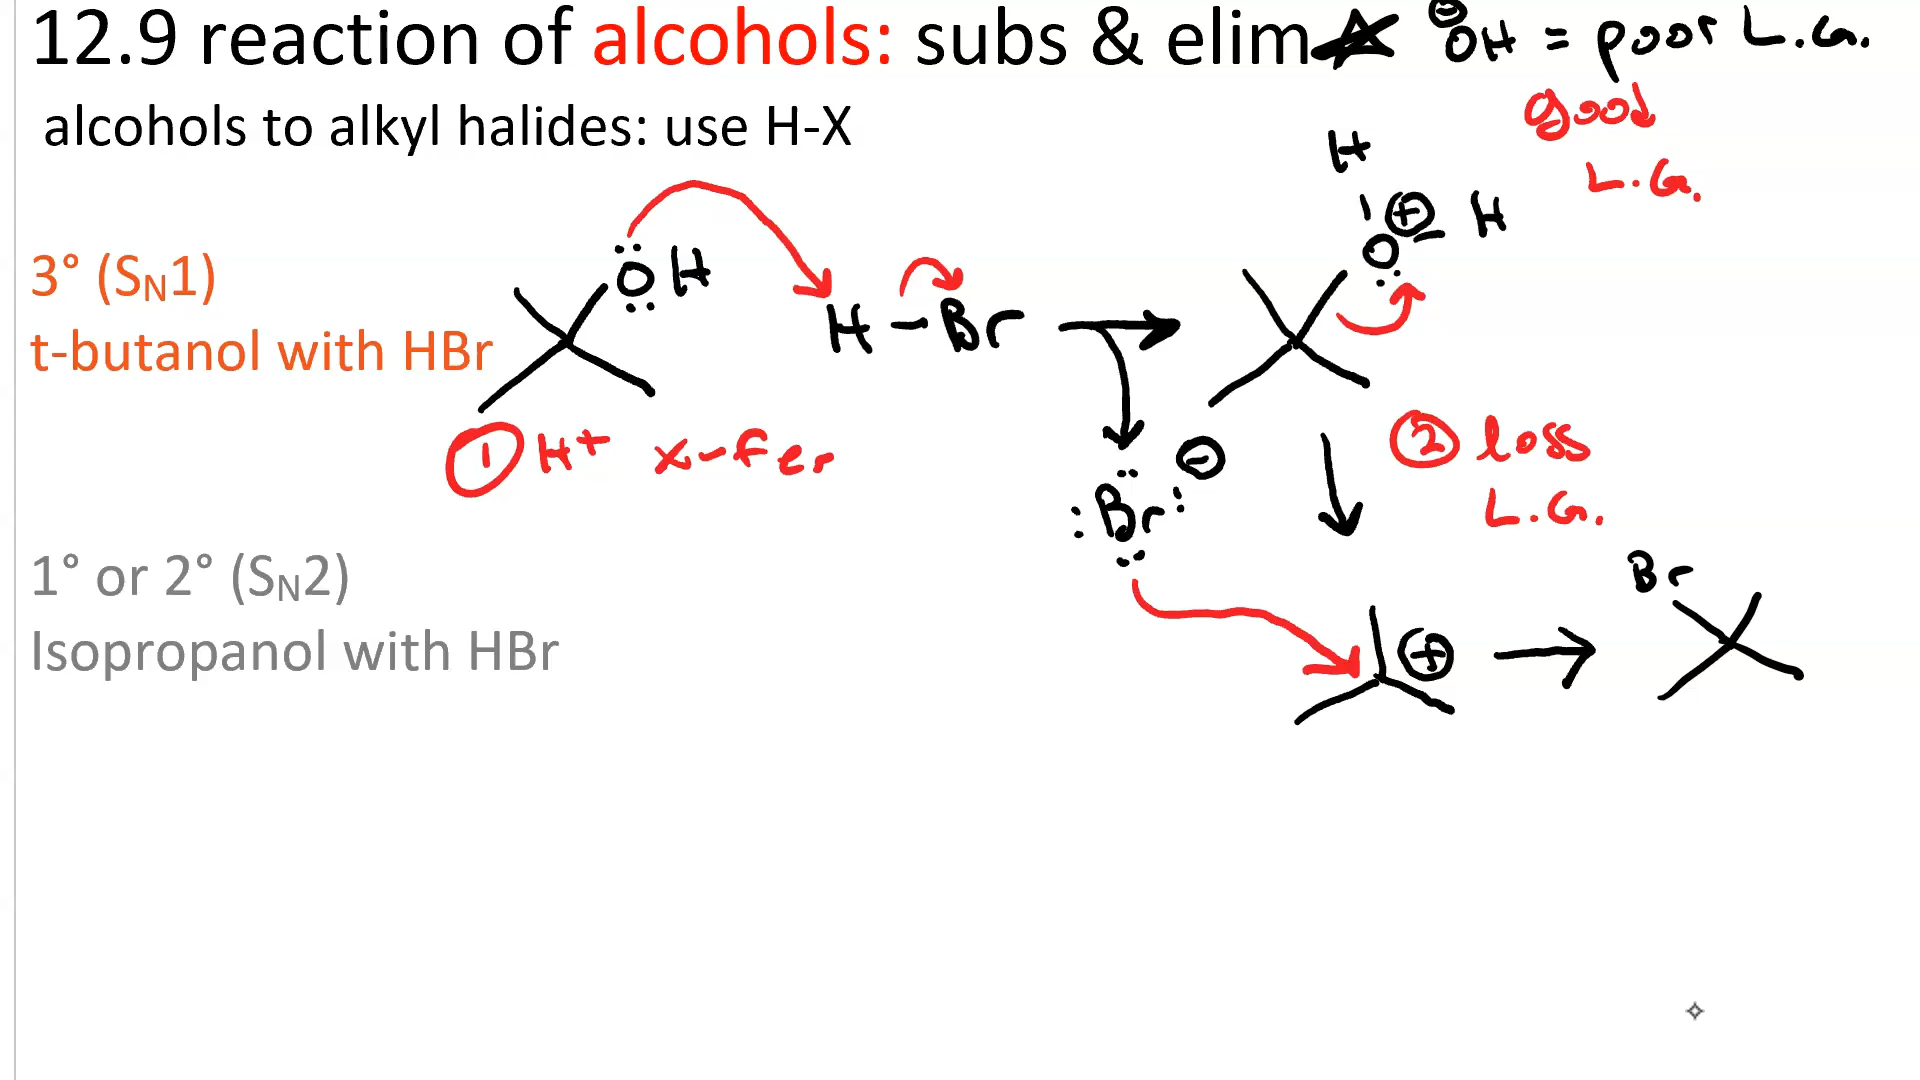 12.9 reaction of alcohols: subs & elim ⊖OH = poor L.G.
alcohols to alkyl halides: use H-X
good
L.G.
H
⊕
O H
3° (SN1)
t-butanol with HBr
OH
H - Br
① H+ x-fer
② loss
L.G.
:Br: ⊖
1° or 2° (SN2)
Isopropanol with HBr
Br
⊕